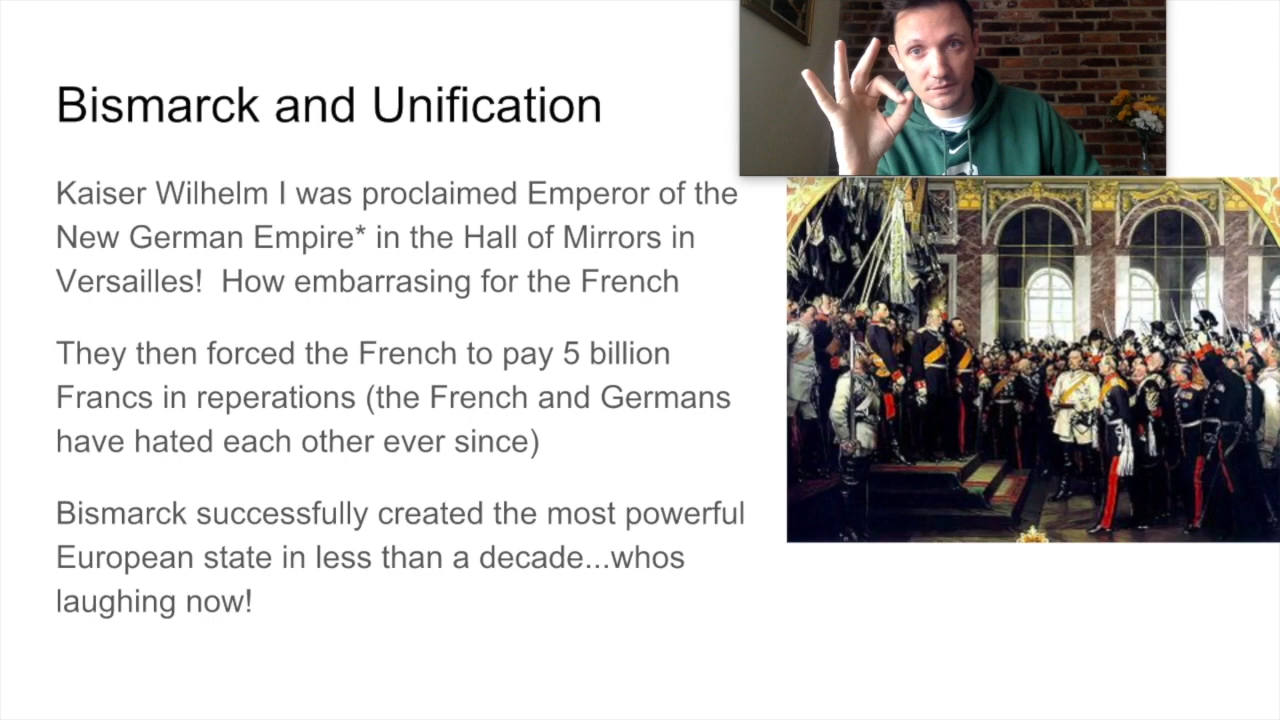 Bismarck and Unification
Kaiser Wilhelm I was proclaimed Emperor of the
New German Empire* in the Hall of Mirrors in
Versailles!  How embarrasing for the French
They then forced the French to pay 5 billion
Francs in reperations (the French and Germans
have hated each other ever since)
Bismarck successfully created the most powerful
European state in less than a decade...whos
laughing now!